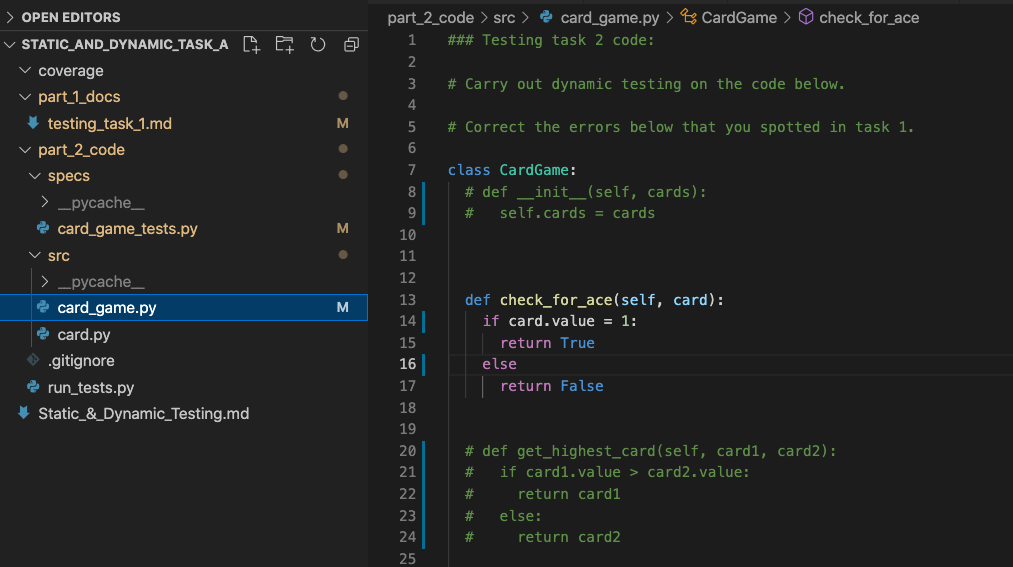 OPEN EDITORS
STATIC_AND_DYNAMIC_TASK_A
coverage
part_1_docs
testing_task_1.md M
part_2_code
specs
__pycache__
card_game_tests.py M
src
__pycache__
card_game.py M
card.py
.gitignore
run_tests.py
Static_&_Dynamic_Testing.md
part_2_code > src > card_game.py > CardGame > check_for_ace
1 ### Testing task 2 code:
2
3 # Carry out dynamic testing on the code below.
4
5 # Correct the errors below that you spotted in task 1.
6
7 class CardGame:
8 # def __init__(self, cards):
9 #   self.cards = cards
10
11
12
13 def check_for_ace(self, card):
14 if card.value = 1:
15 return True
16 else
17 return False
18
19
20 # def get_highest_card(self, card1, card2):
21 #   if card1.value > card2.value:
22 #     return card1
23 #   else:
24 #     return card2
25